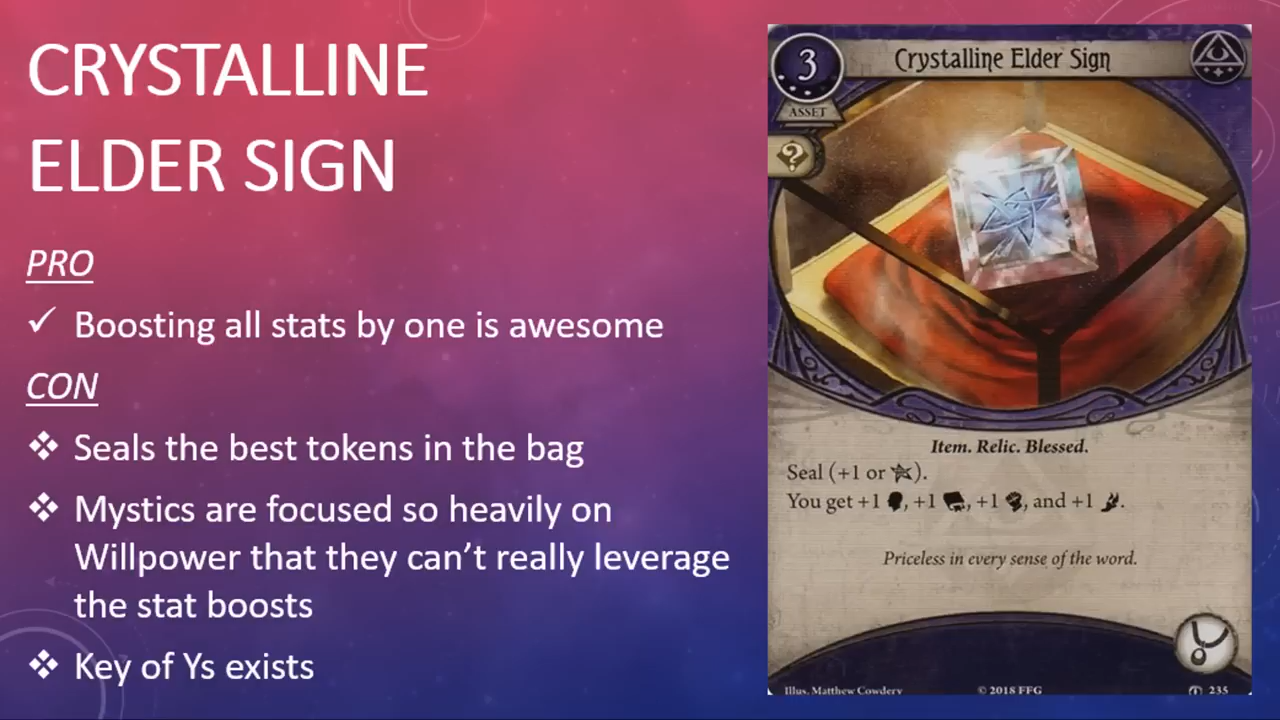 CRYSTALLINE
ELDER SIGN
PRO
Boosting all stats by one is awesome
CON
Seals the best tokens in the bag
Mystics are focused so heavily on
Willpower that they can’t really leverage
the stat boosts
Key of Ys exists
3
Crystalline Elder Sign
ASSET
?
Item. Relic. Blessed.
Seal (+1 or ).
You get +1 , +1 , +1 , and +1 .
Priceless in every sense of the word.
Illus. Matthew Cowdery
© 2018 FFG
235